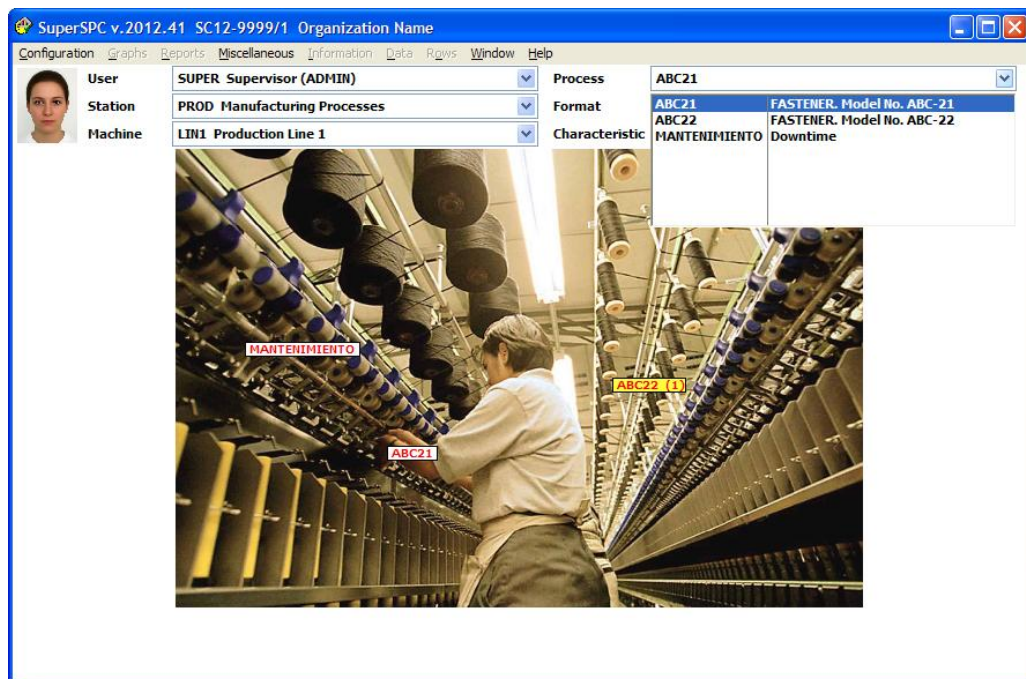 SuperSPC v.2012.41 SC12-9999/1 Organization Name
Configuration Graphs Reports Miscellaneous Information Data Rows Window Help
User SUPER Supervisor (ADMIN) Process ABC21
Station PROD Manufacturing Processes Format
Machine LIN1 Production Line 1 Characteristic
ABC21 FASTENER. Model No. ABC-21
ABC22 FASTENER. Model No. ABC-22
MANTENIMIENTO Downtime
MANTENIMIENTO
ABC22 (1)
ABC21